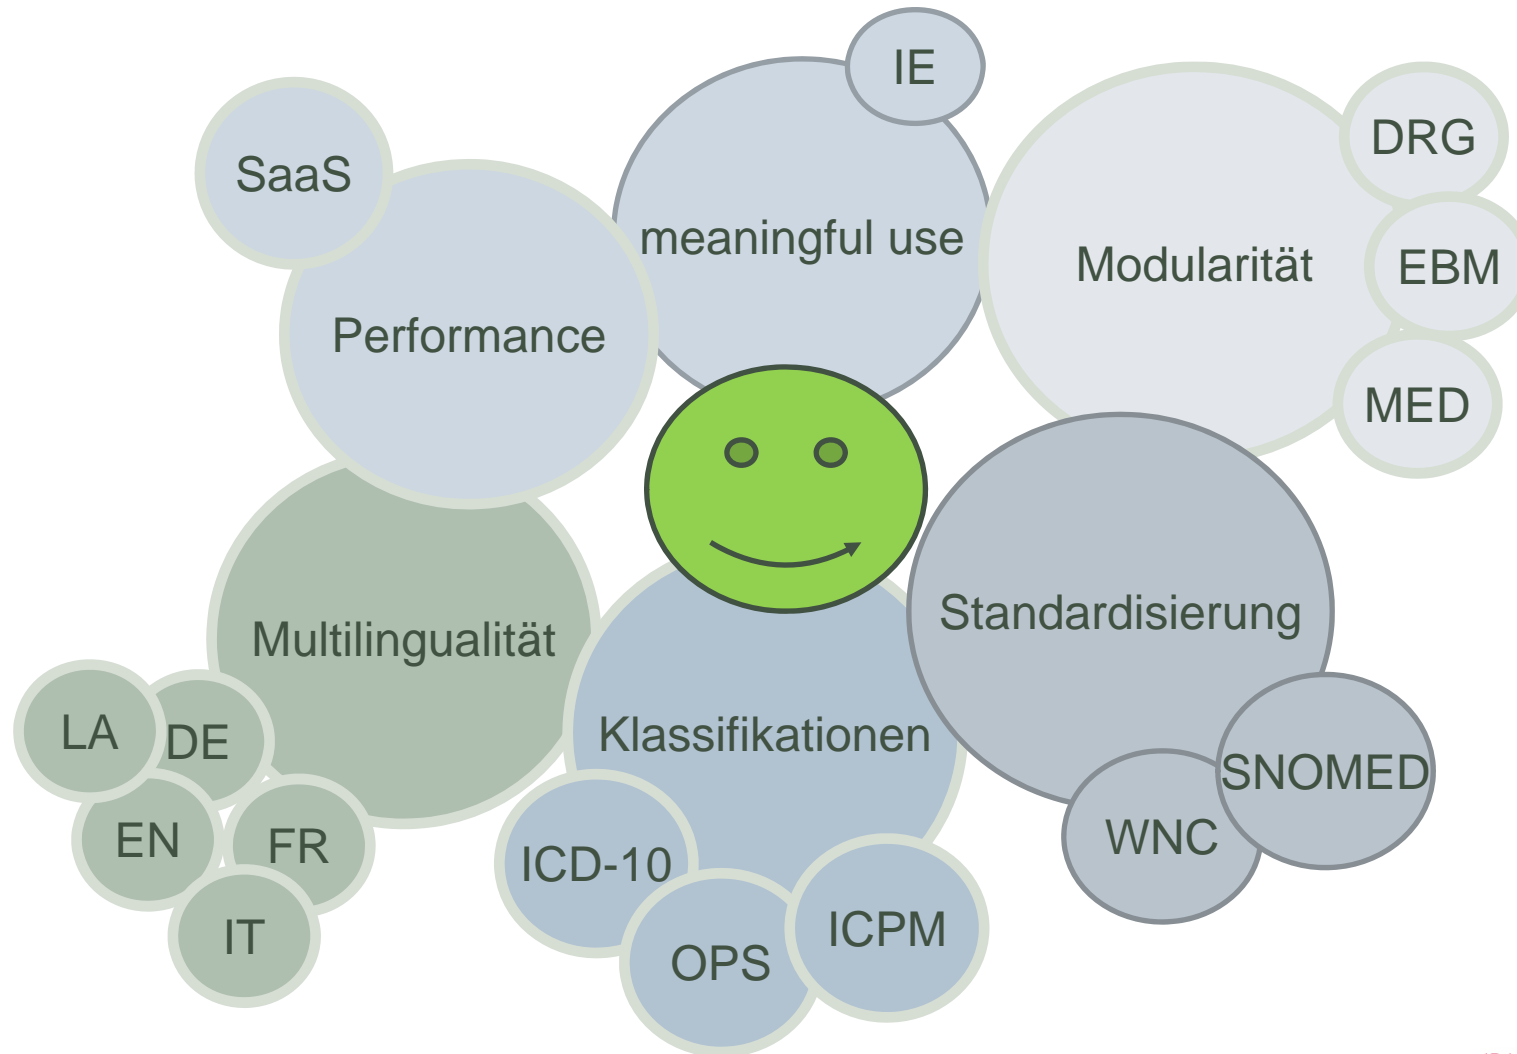 IE
SaaS
DRG
meaningful use
Modularität
EBM
Performance
MED
Standardisierung
Multilingualität
LA
DE
Klassifikationen
SNOMED
EN
FR
WNC
ICD-10
IT
OPS
ICPM